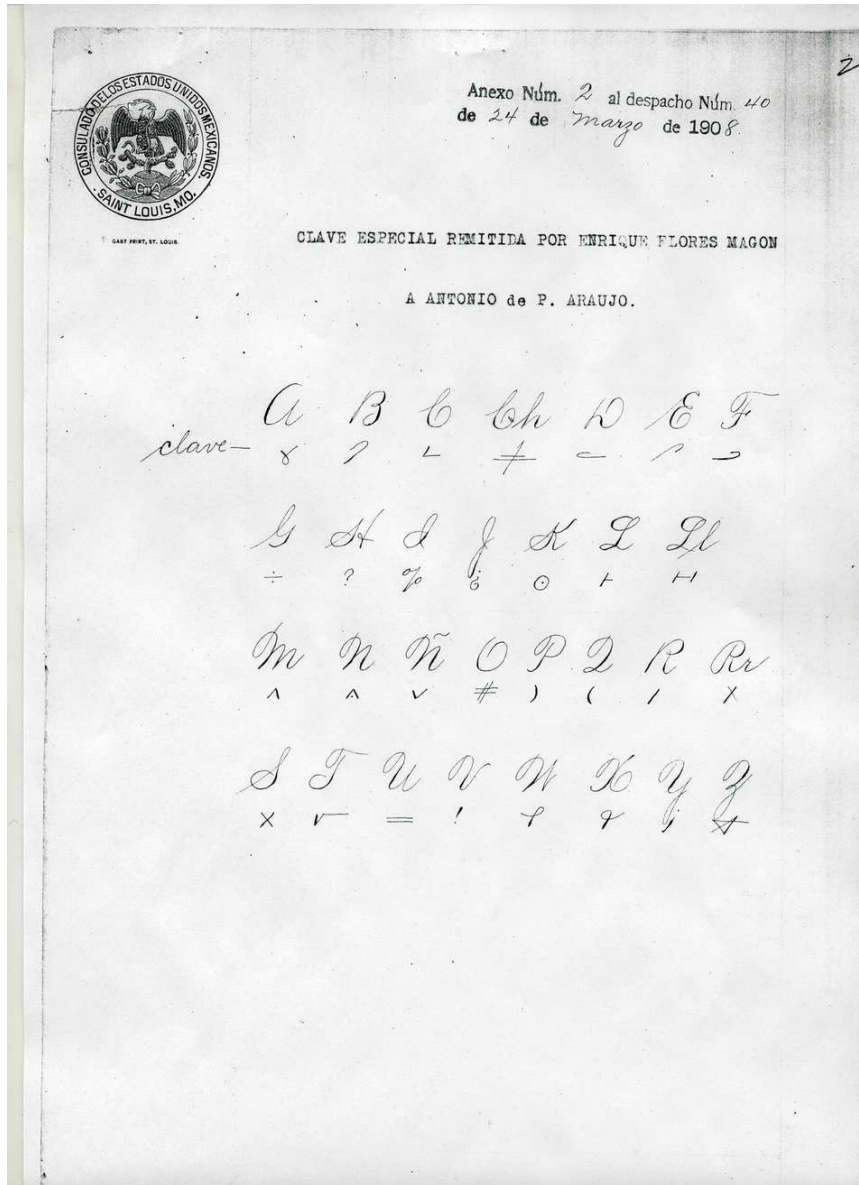 2
CONSULADO DE LOS ESTADOS UNIDOS MEXICANOS.
SAINT LOUIS, MO.
GAST PRINT, ST. LOUIS.
Anexo Núm. 2 al despacho Núm. 40
de 24 de Marzo de 1908.
CLAVE ESPECIAL REMITIDA POR ENRIQUE FLORES MAGON
A ANTONIO de P. ARAUJO.
A B C Ch D E F
clave—
G H I J K L Ll
÷ ? % ¿ ⊙ ⊢ ⊢⊣
M N Ñ O P Q R Rr
^ ^ ˅ # ) ( / X
S T U V W X Y Z
× √ = ! ;